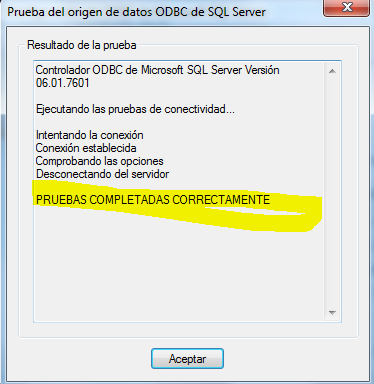 Prueba del origen de datos ODBC de SQL Server
Resultado de la prueba
Controlador ODBC de Microsoft SQL Server Versión
06.01.7601
Ejecutando las pruebas de conectividad...
Intentando la conexión
Conexión establecida
Comprobando las opciones
Desconectando del servidor
PRUEBAS COMPLETADAS CORRECTAMENTE
Aceptar